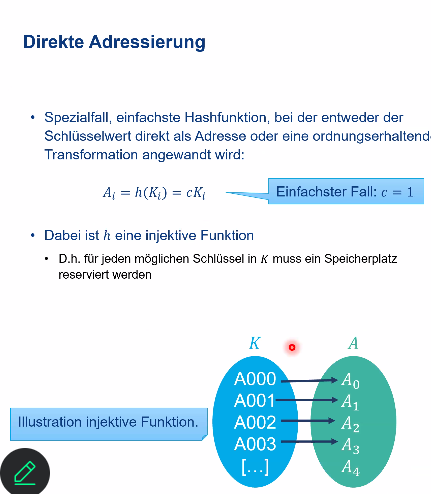 Direkte Adressierung
• Spezialfall, einfachste Hashfunktion, bei der entweder der
Schlüsselwert direkt als Adresse oder eine ordnungserhaltend
Transformation angewandt wird:
A_i = h(K_i) = cK_i
Einfachster Fall: c = 1
• Dabei ist h eine injektive Funktion
• D.h. für jeden möglichen Schlüssel in K muss ein Speicherplatz
reserviert werden
K A
A000 A_0
A001 A_1
A002 A_2
A003 A_3
[…] A_4
Illustration injektive Funktion.